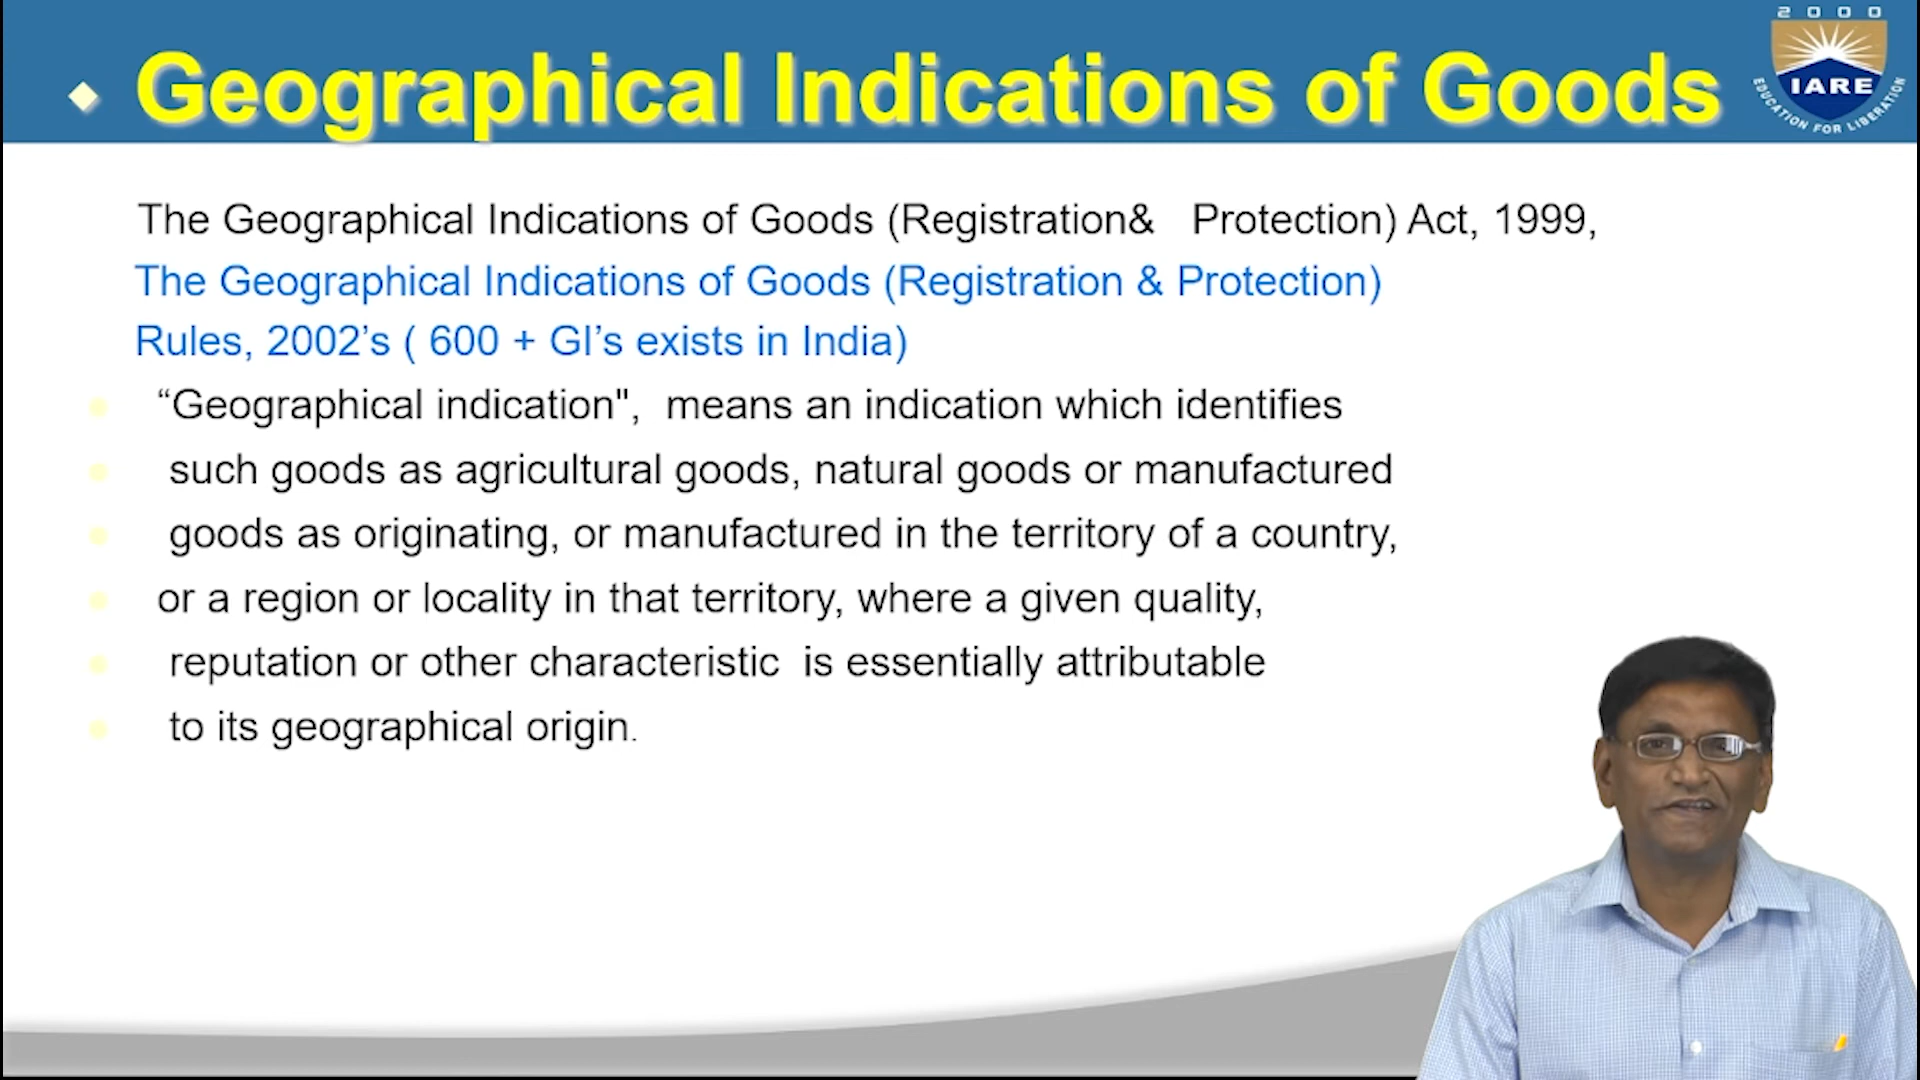 Geographical Indications of Goods
2000
IARE
EDUCATION FOR LIBERATION
The Geographical Indications of Goods (Registration& Protection) Act, 1999,
The Geographical Indications of Goods (Registration & Protection)
Rules, 2002’s ( 600 + GI’s exists in India)
“Geographical indication", means an indication which identifies
such goods as agricultural goods, natural goods or manufactured
goods as originating, or manufactured in the territory of a country,
or a region or locality in that territory, where a given quality,
reputation or other characteristic is essentially attributable
to its geographical origin.